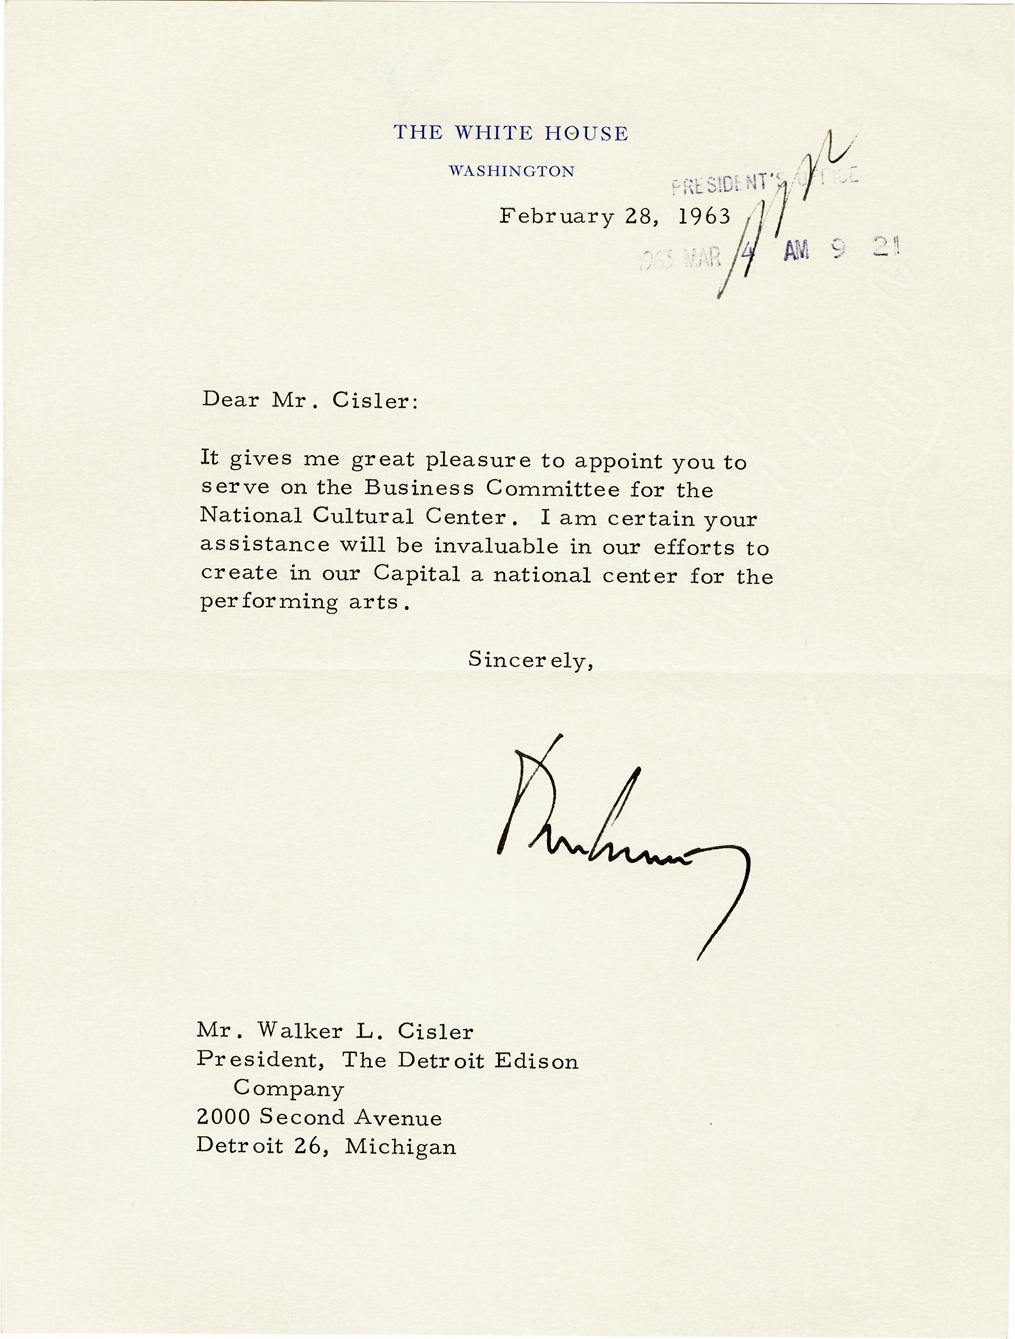 THE WHITE HOUSE
WASHINGTON
PRESIDENT'S OFFICE
February 28, 1963
1963 MAR 4 AM 9 21
Dear Mr. Cisler:
It gives me great pleasure to appoint you to
serve on the Business Committee for the
National Cultural Center. I am certain your
assistance will be invaluable in our efforts to
create in our Capital a national center for the
performing arts.
Sincerely,
Mr. Walker L. Cisler
President, The Detroit Edison
Company
2000 Second Avenue
Detroit 26, Michigan